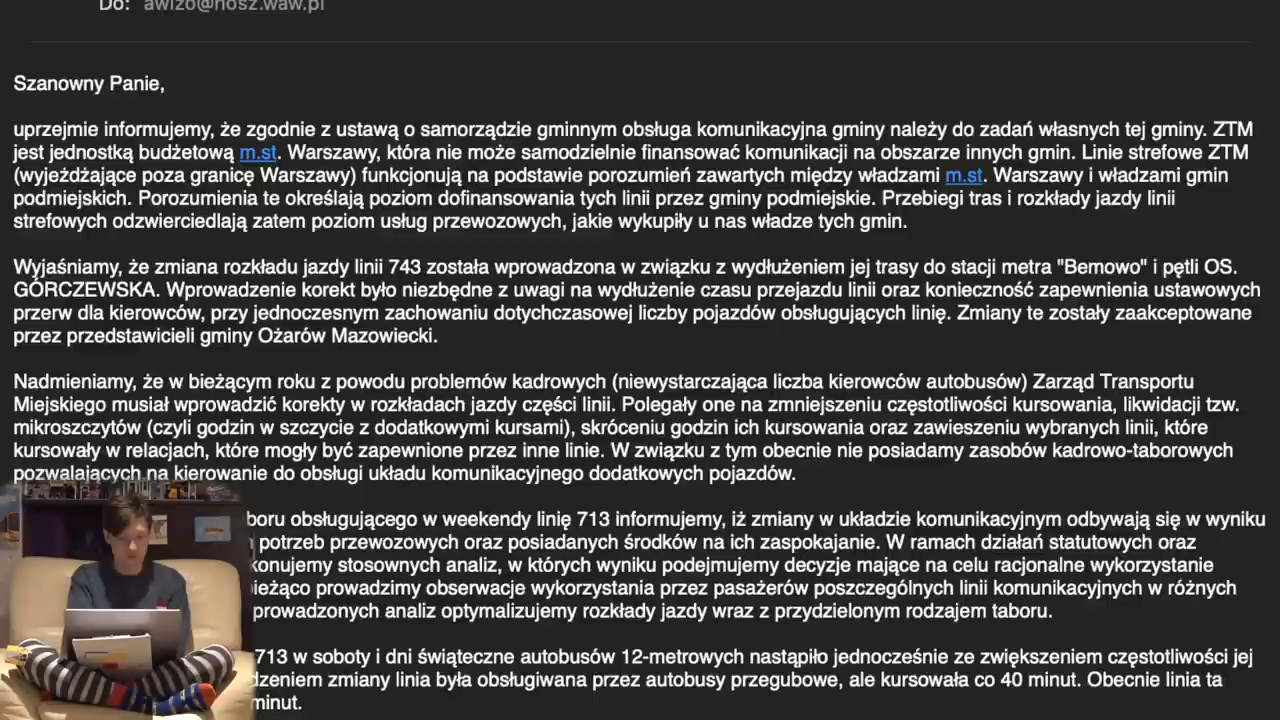 Do: awizo@nosz.waw.pl
Szanowny Panie,
uprzejmie informujemy, że zgodnie z ustawą o samorządzie gminnym obsługa komunikacyjna gminy należy do zadań własnych tej gminy. ZTM
jest jednostką budżetową m.st. Warszawy, która nie może samodzielnie finansować komunikacji na obszarze innych gmin. Linie strefowe ZTM
(wyjeżdżające poza granicę Warszawy) funkcjonują na podstawie porozumień zawartych między władzami m.st. Warszawy i władzami gmin
podmiejskich. Porozumienia te określają poziom dofinansowania tych linii przez gminy podmiejskie. Przebiegi tras i rozkłady jazdy linii
strefowych odzwierciedlają zatem poziom usług przewozowych, jakie wykupiły u nas władze tych gmin.
Wyjaśniamy, że zmiana rozkładu jazdy linii 743 została wprowadzona w związku z wydłużeniem jej trasy do stacji metra "Bemowo" i pętli OS.
GÓRCZEWSKA. Wprowadzenie korekt było niezbędne z uwagi na wydłużenie czasu przejazdu linii oraz konieczność zapewnienia ustawowych
przerw dla kierowców, przy jednoczesnym zachowaniu dotychczasowej liczby pojazdów obsługujących linię. Zmiany te zostały zaakceptowane
przez przedstawicieli gminy Ożarów Mazowiecki.
Nadmieniamy, że w bieżącym roku z powodu problemów kadrowych (niewystarczająca liczba kierowców autobusów) Zarząd Transportu
Miejskiego musiał wprowadzić korekty w rozkładach jazdy części linii. Polegały one na zmniejszeniu częstotliwości kursowania, likwidacji tzw.
mikroszczytów (czyli godzin w szczycie z dodatkowymi kursami), skróceniu godzin ich kursowania oraz zawieszeniu wybranych linii, które
kursowały w relacjach, które mogły być zapewnione przez inne linie. W związku z tym obecnie nie posiadamy zasobów kadrowo-taborowych
pozwalających na kierowanie do obsługi układu komunikacyjnego dodatkowych pojazdów.
boru obsługującego w weekendy linię 713 informujemy, iż zmiany w układzie komunikacyjnym odbywają się w wyniku
potrzeb przewozowych oraz posiadanych środków na ich zaspokajanie. W ramach działań statutowych oraz
konujemy stosownych analiz, w których wyniku podejmujemy decyzje mające na celu racjonalne wykorzystanie
ieżąco prowadzimy obserwacje wykorzystania przez pasażerów poszczególnych linii komunikacyjnych w różnych
prowadzonych analiz optymalizujemy rozkłady jazdy wraz z przydzielonym rodzajem taboru.
713 w soboty i dni świąteczne autobusów 12-metrowych nastąpiło jednocześnie ze zwiększeniem częstotliwości jej
dzeniem zmiany linia była obsługiwana przez autobusy przegubowe, ale kursowała co 40 minut. Obecnie linia ta
minut.